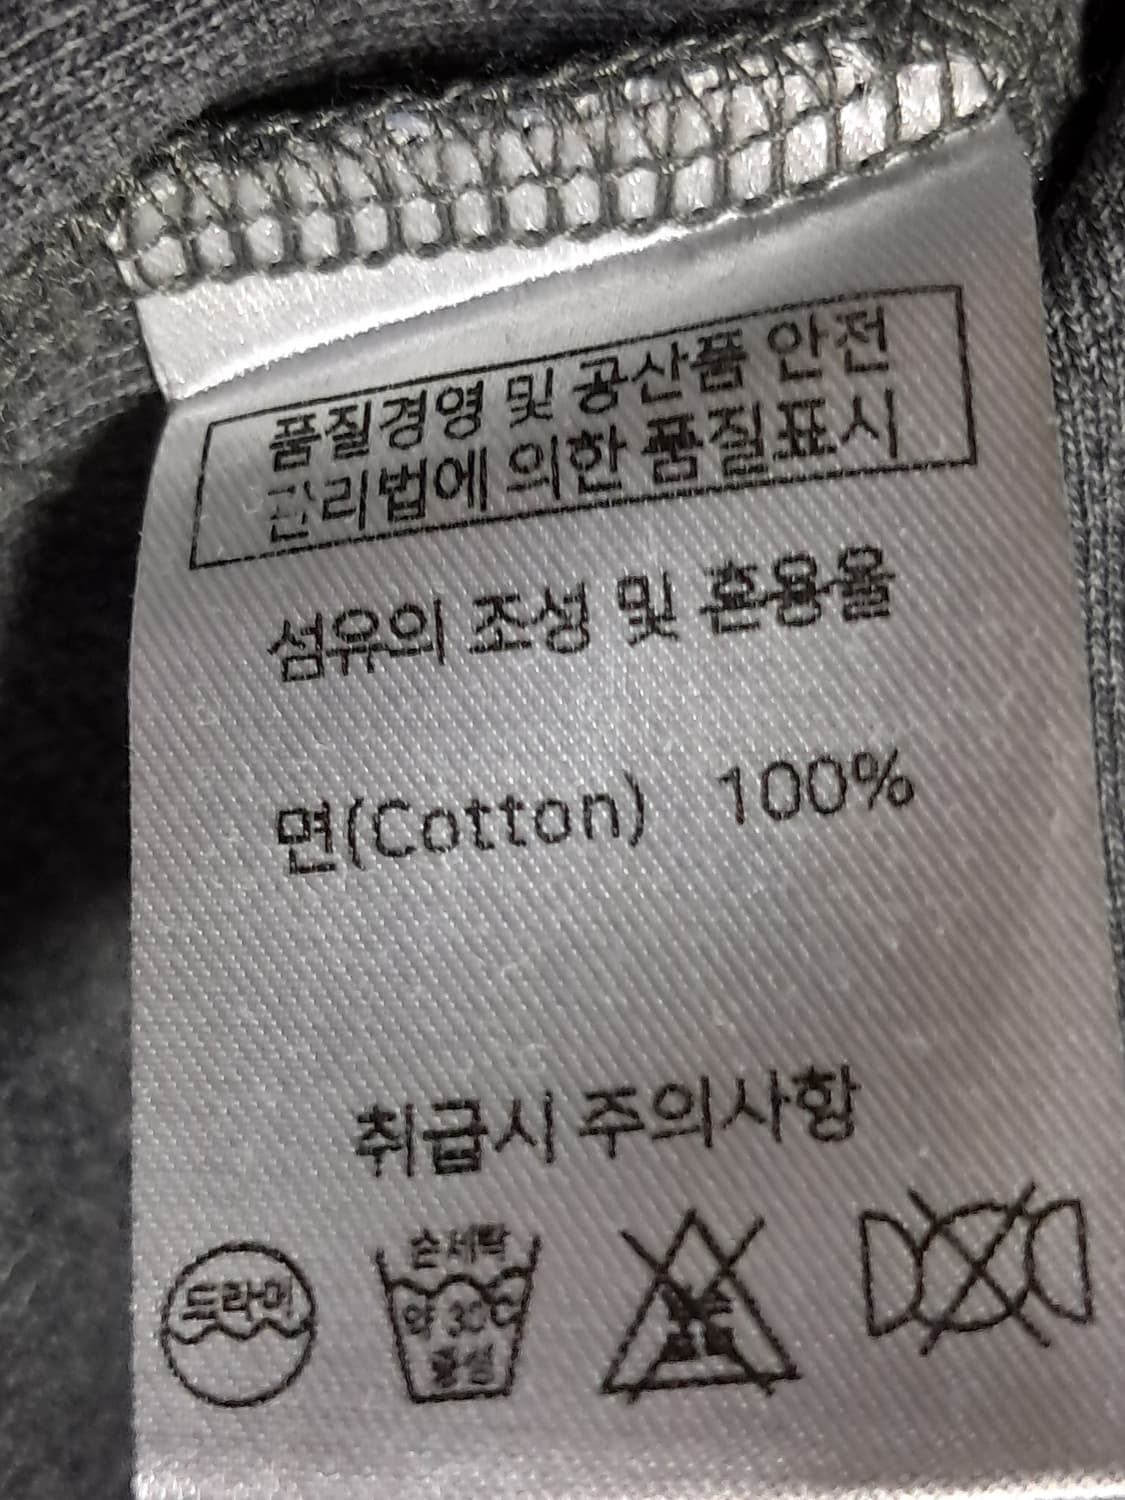 품질경영 및 공산품 안전
관리법에 의한 품질표시
섬유의 조성 및 혼용율
면(Cotton) 100%
취급시 주의사항
드라이
손세탁
약 30℃
중성